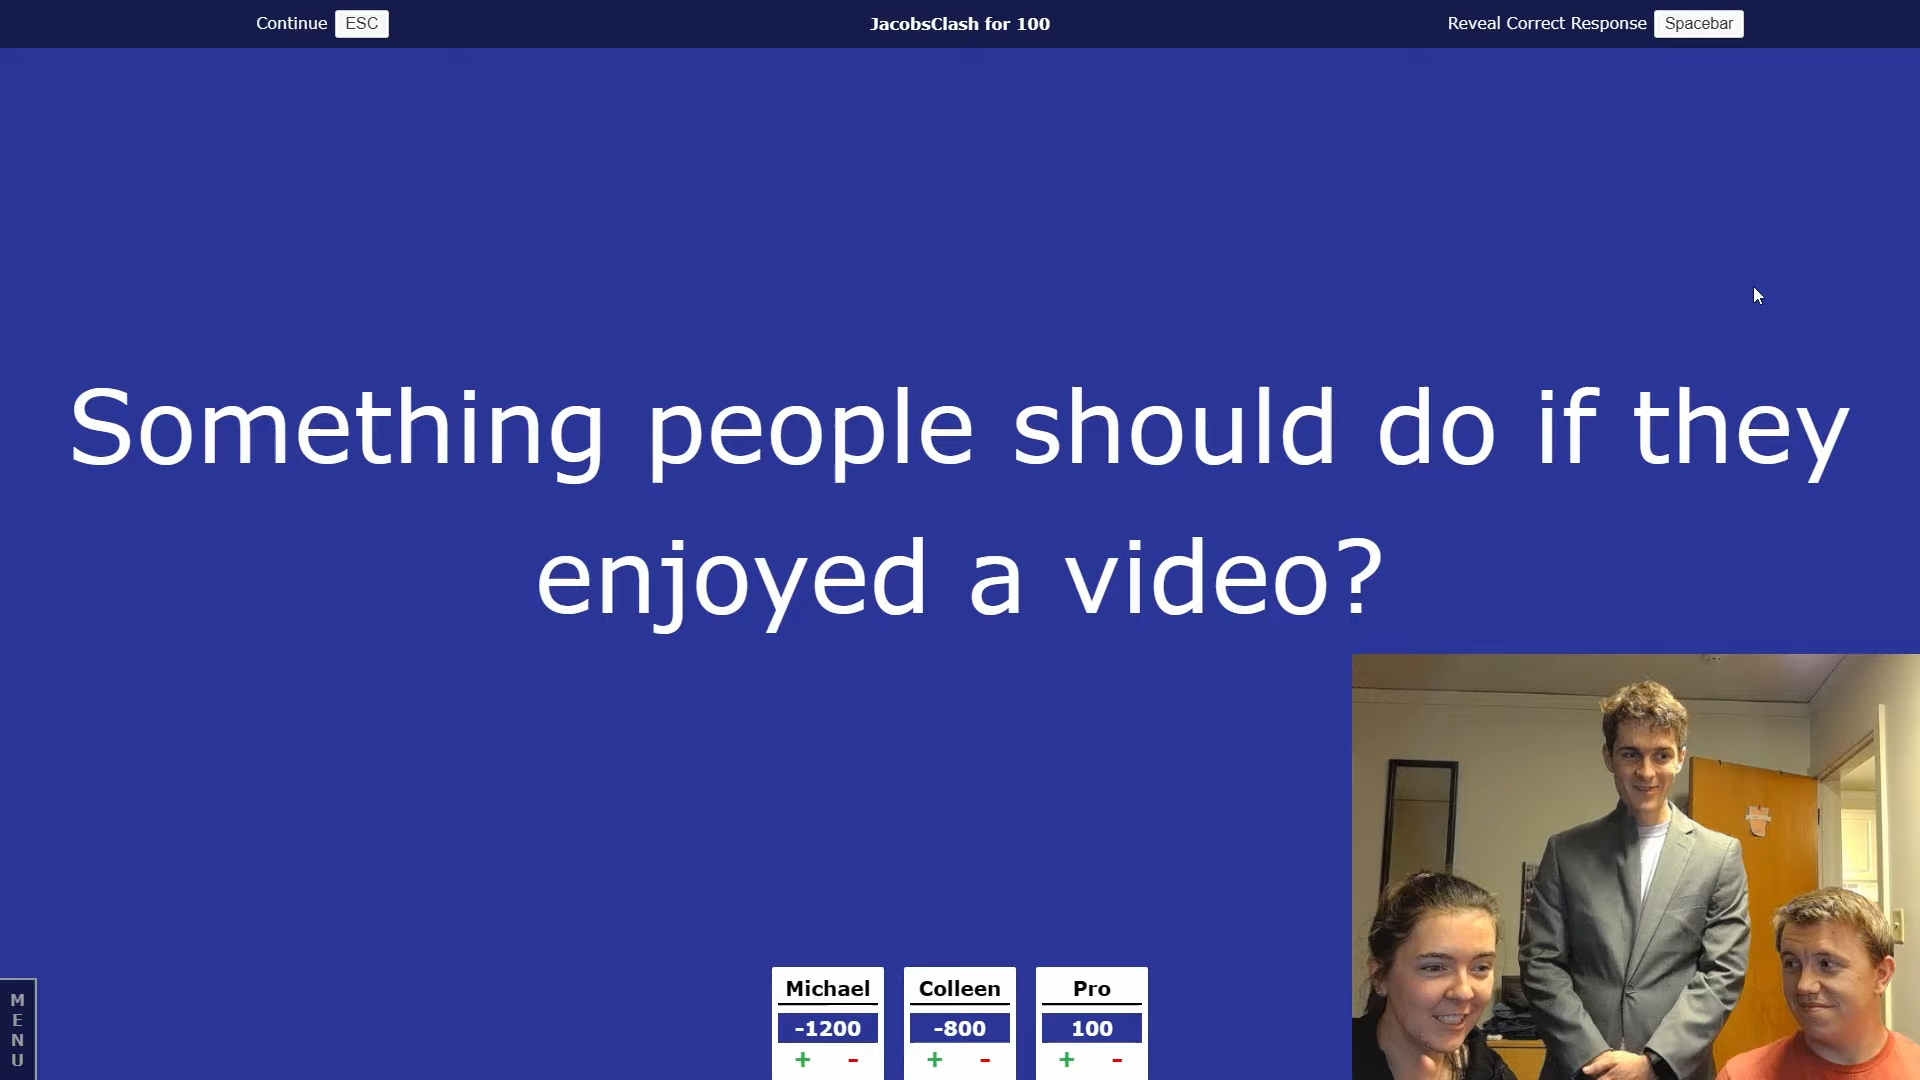 Continue ESC
JacobsClash for 100
Reveal Correct Response Spacebar
Something people should do if they
enjoyed a video?
MENU
Michael Colleen Pro
-1200 -800 100
+ - + - + -